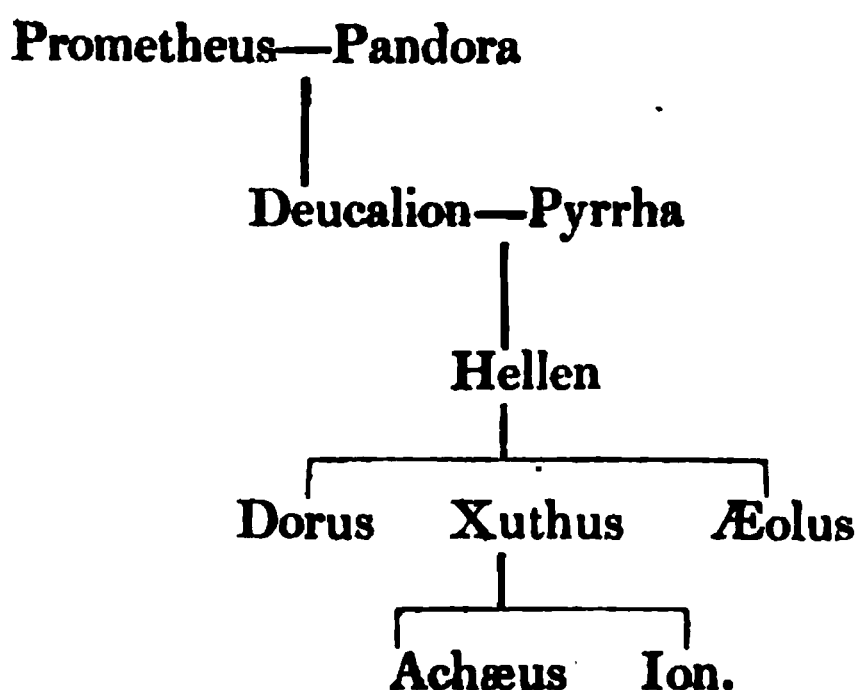 Prometheus—Pandora
Deucalion—Pyrrha
Hellen
Dorus Xuthus Æolus
Achæus Ion.